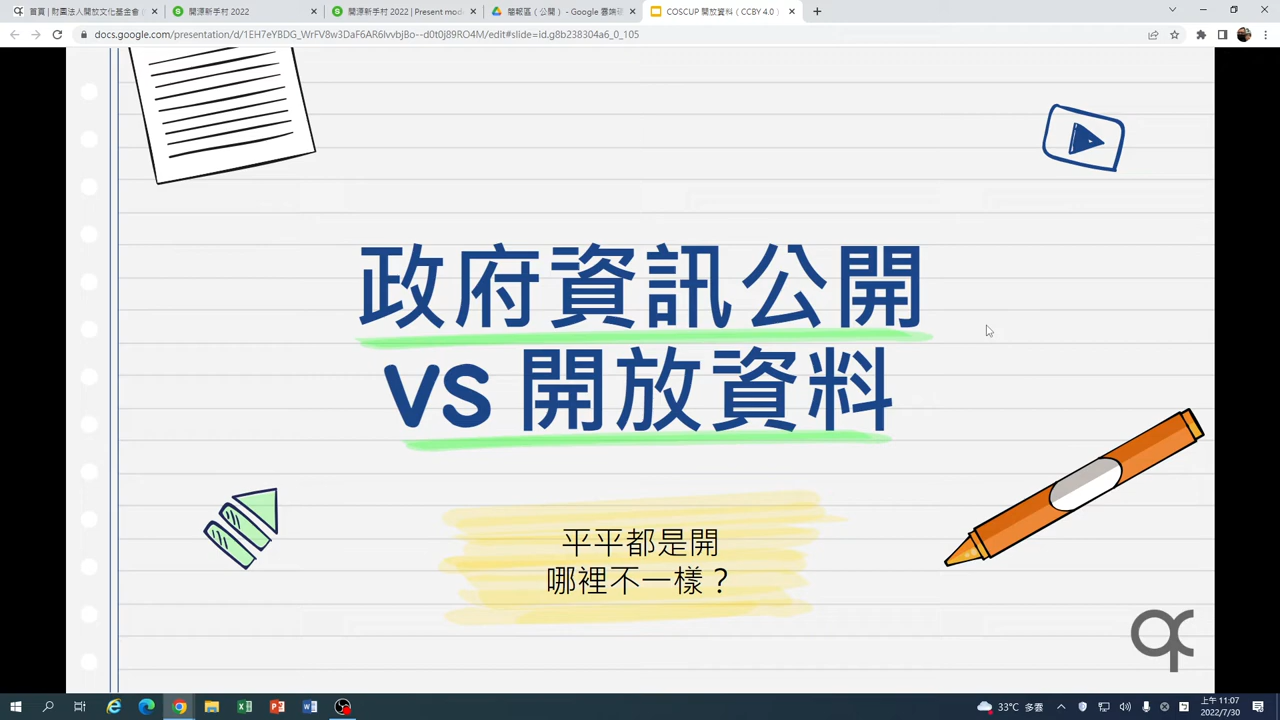 首頁 | 財團法人開放文化基金會 (
開源新手村 2022
開源新手村 2022 | Present mod
簡報區（公開） - Google 雲端硬
COSCUP 開放資料（CCBY 4.0）
docs.google.com/presentation/d/1EH7eYBDG_WrFV8w3DaF6AR6lvvbjBo--d0t0j89RO4M/edit#slide=id.g8b238304a6_0_105
政府資訊公開
VS 開放資料
平平都是開
哪裡不一樣？
33°C 多雲
上午 11:07
2022/7/30